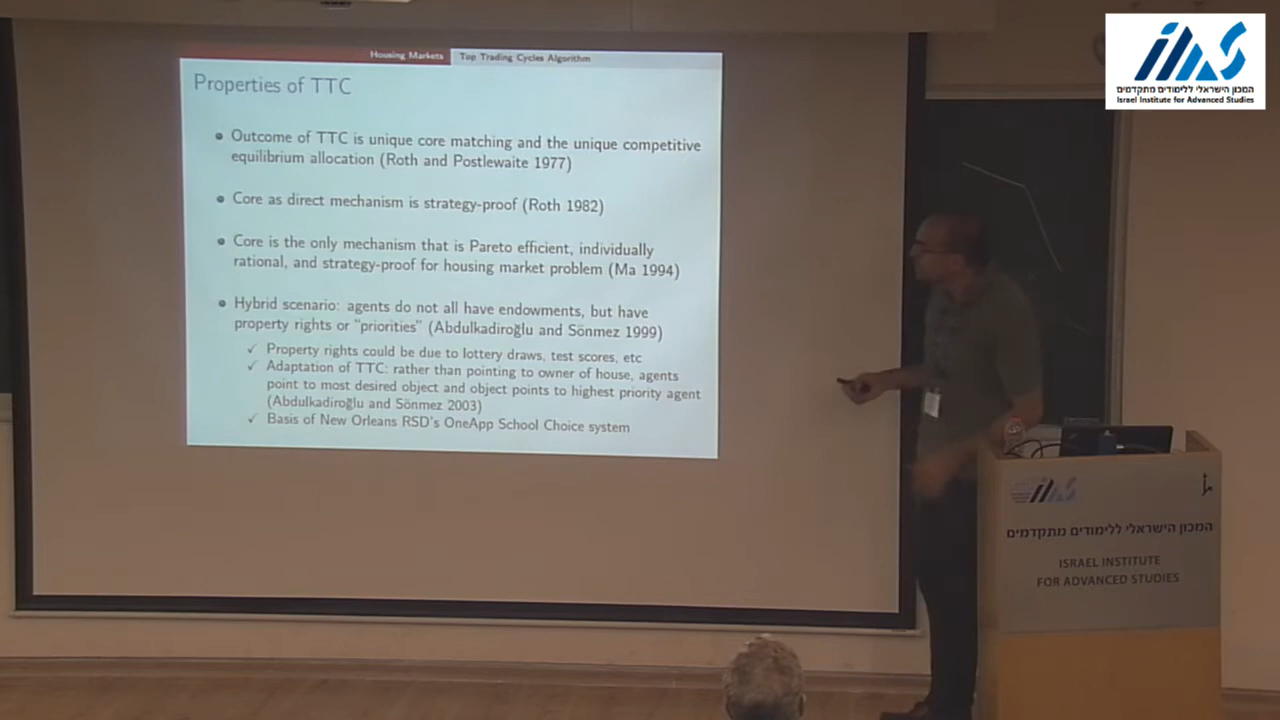 Housing Markets
Top Trading Cycles Algorithm
Properties of TTC
Outcome of TTC is unique core matching and the unique competitive
equilibrium allocation (Roth and Postlewaite 1977)
Core as direct mechanism is strategy-proof (Roth 1982)
Core is the only mechanism that is Pareto efficient, individually
rational, and strategy-proof for housing market problem (Ma 1994)
Hybrid scenario: agents do not all have endowments, but have
property rights or "priorities" (Abdulkadiroğlu and Sönmez 1999)
✓ Property rights could be due to lottery draws, test scores, etc
✓ Adaptation of TTC: rather than pointing to owner of house, agents
point to most desired object and object points to highest priority agent
(Abdulkadiroğlu and Sönmez 2003)
✓ Basis of New Orleans RSD's OneApp School Choice system
המכון הישראלי ללימודים מתקדמים
Israel Institute for Advanced Studies
המכון הישראלי ללימודים מתקדמים
ISRAEL INSTITUTE
FOR ADVANCED STUDIES